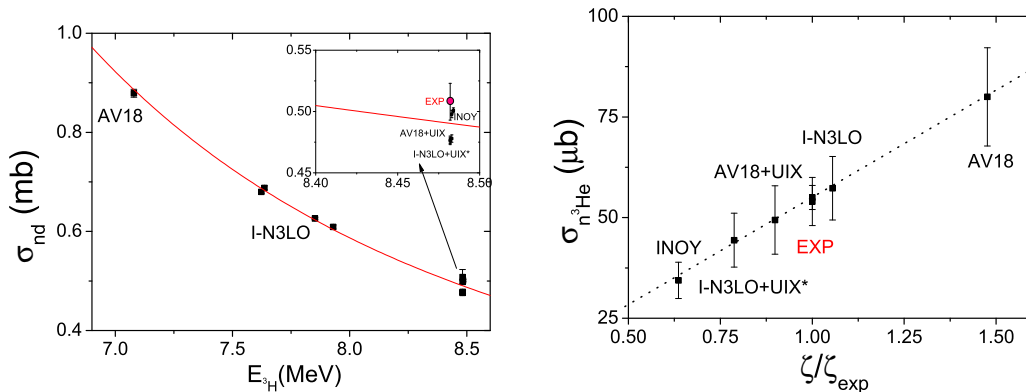 σnd (mb)
1.0
0.8
0.6
0.4
7.0
7.5
8.0
8.5
E³H(MeV)
AV18
I-N3LO
0.55
0.50
0.45
0.40
8.40
8.45
8.50
EXP
INOY
AV18+UIX
I-N3LO+UIX*
σn³He (μb)
100
75
50
25
0.50
0.75
1.00
1.25
1.50
ζ/ζexp
I-N3LO
AV18
AV18+UIX
EXP
INOY
I-N3LO+UIX*